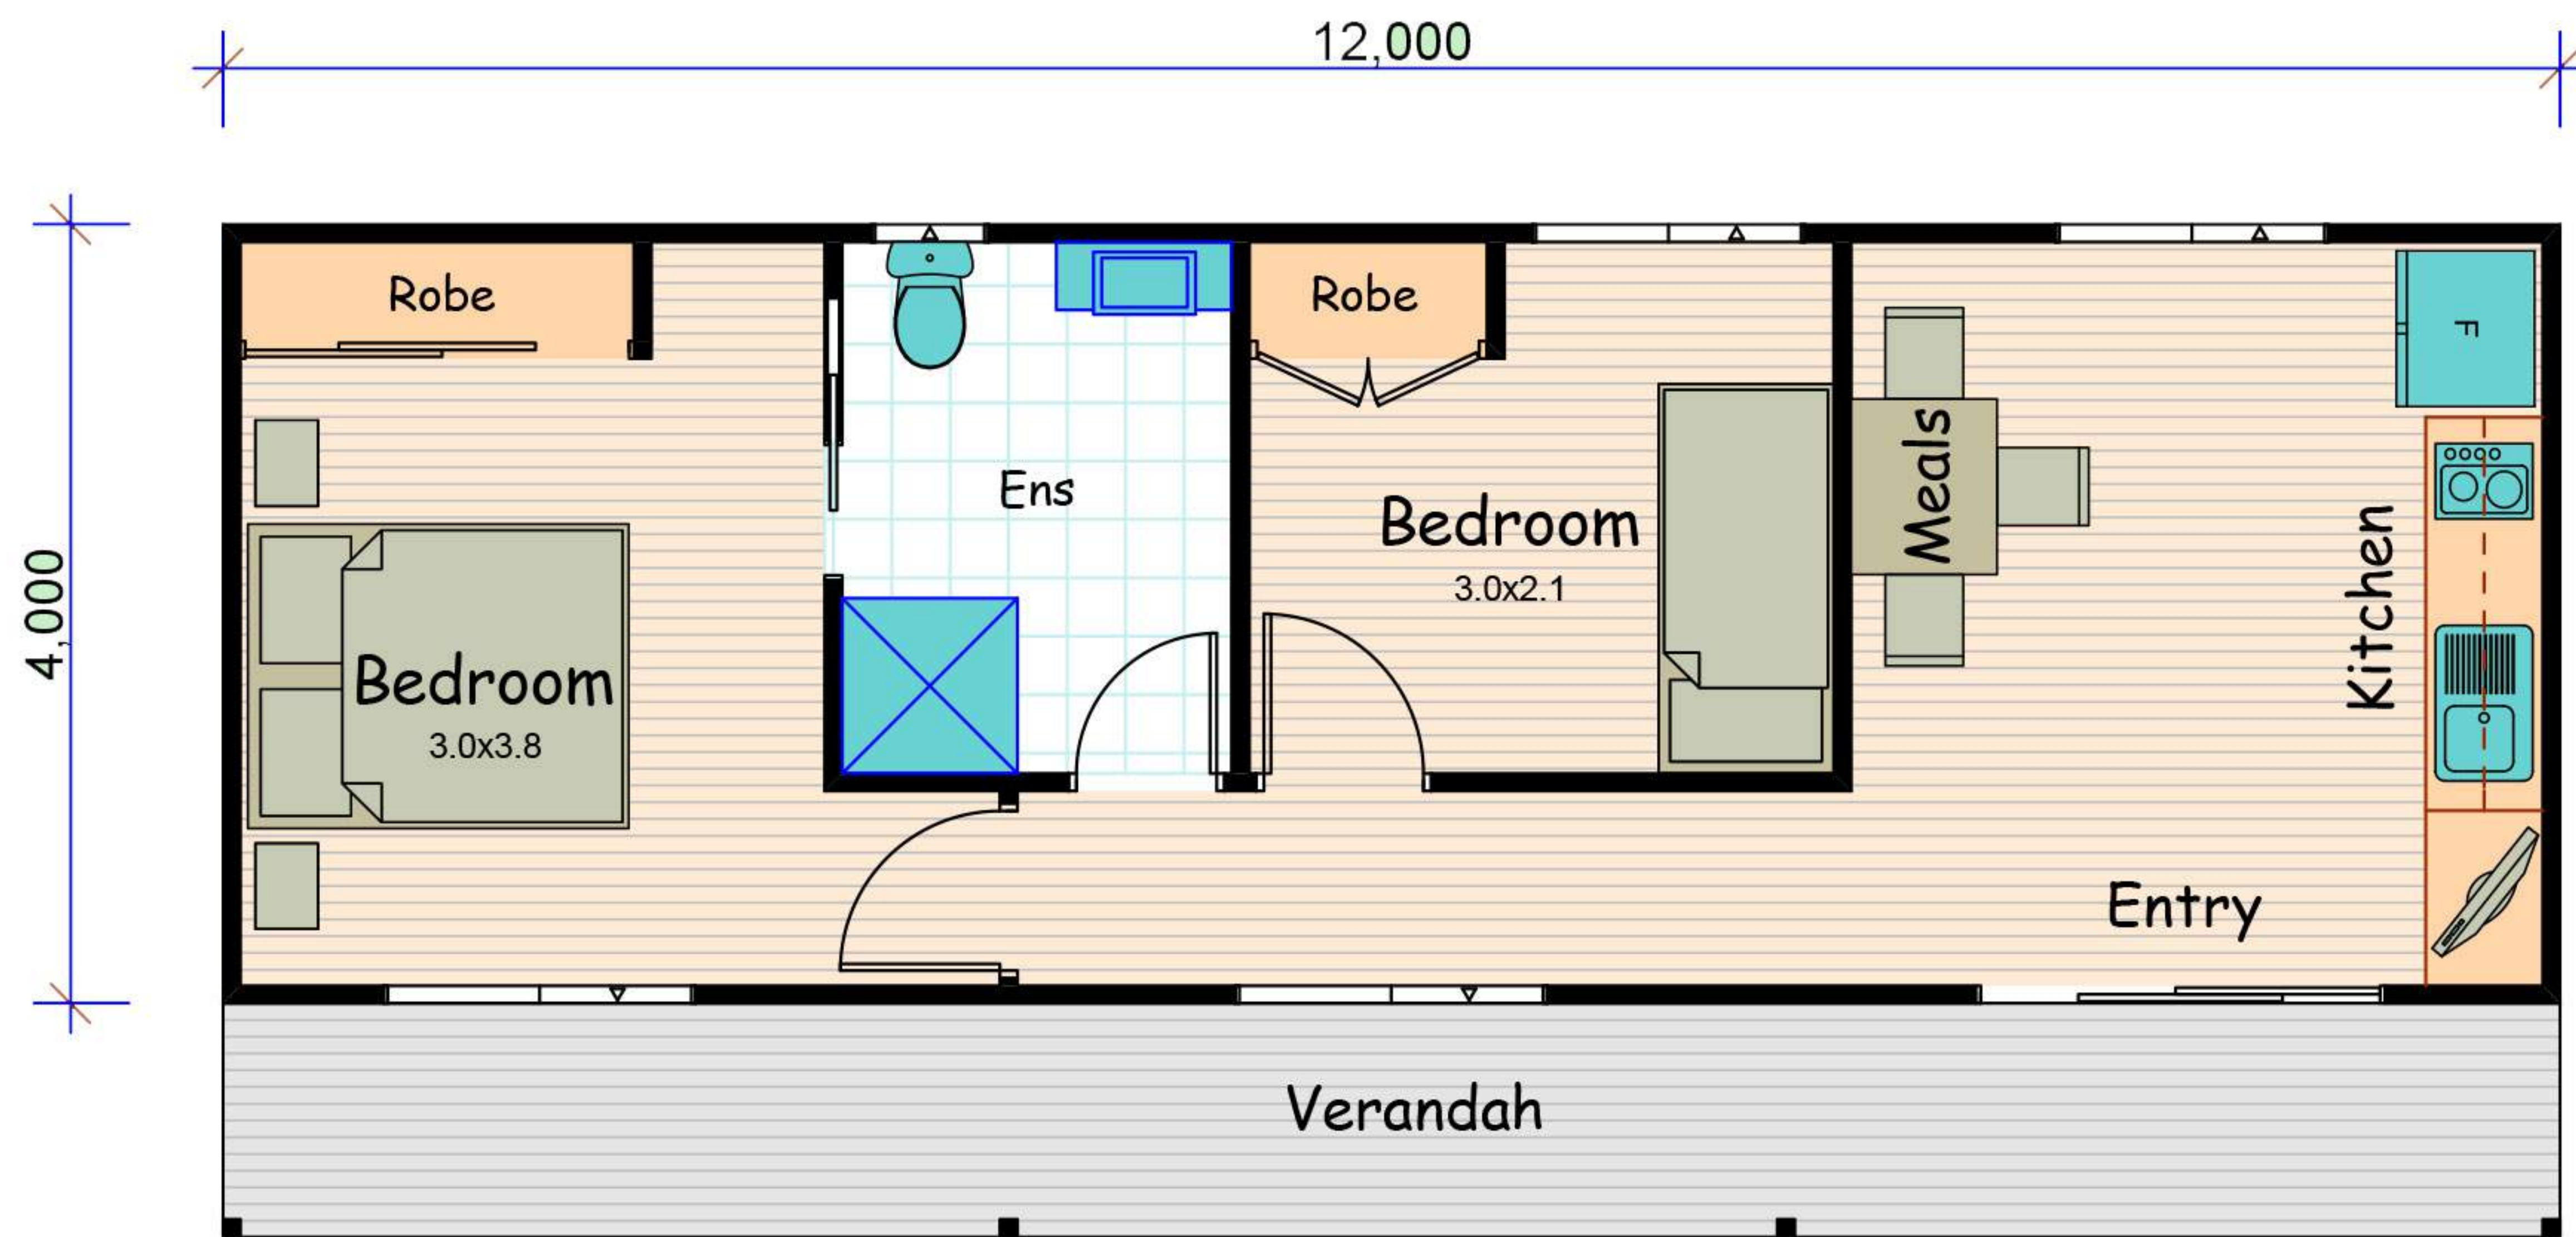 12,000
4,000
Robe
Robe
F
Ens
Bedroom
3.0x2.1
Meals
Kitchen
Bedroom
3.0x3.8
Entry
Verandah